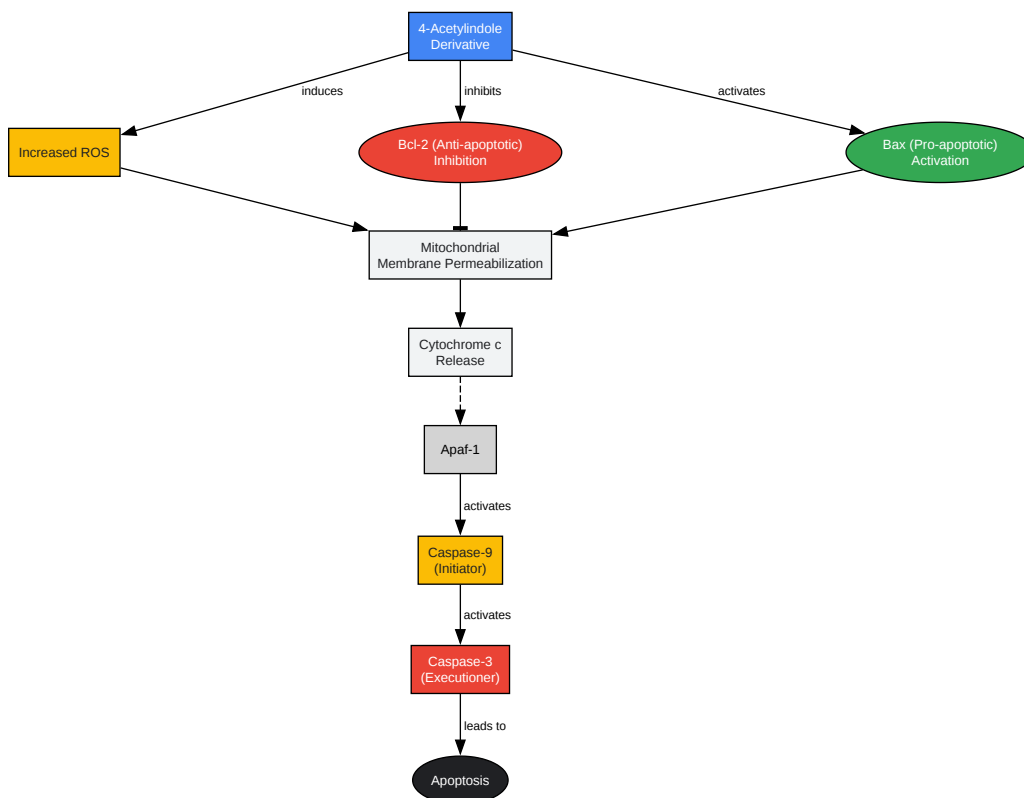 4-Acetylindole
Derivative
induces
inhibits
activates
Increased ROS
Bcl-2 (Anti-apoptotic)
Inhibition
Bax (Pro-apoptotic)
Activation
Mitochondrial
Membrane Permeabilization
Cytochrome c
Release
Apaf-1
activates
Caspase-9
(Initiator)
activates
Caspase-3
(Executioner)
leads to
Apoptosis